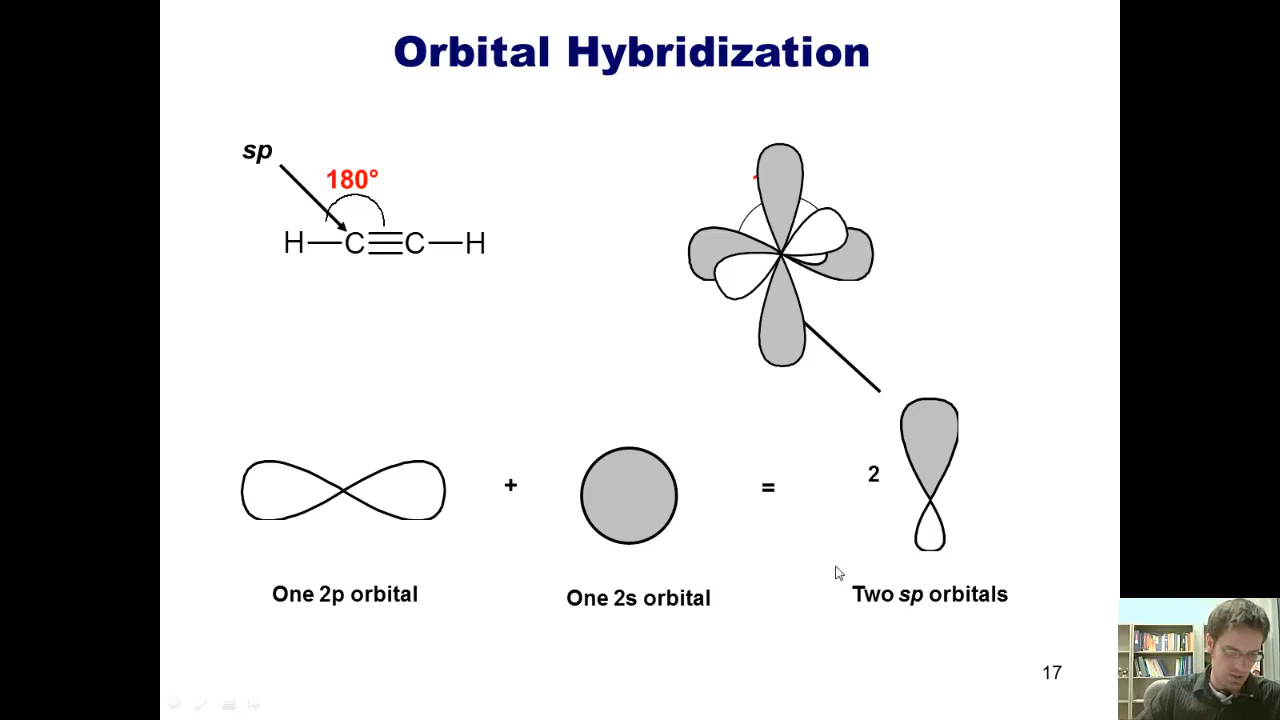 Orbital Hybridization
sp
180°
H—C≡C—H
+
=
2
One 2p orbital
One 2s orbital
Two sp orbitals
17